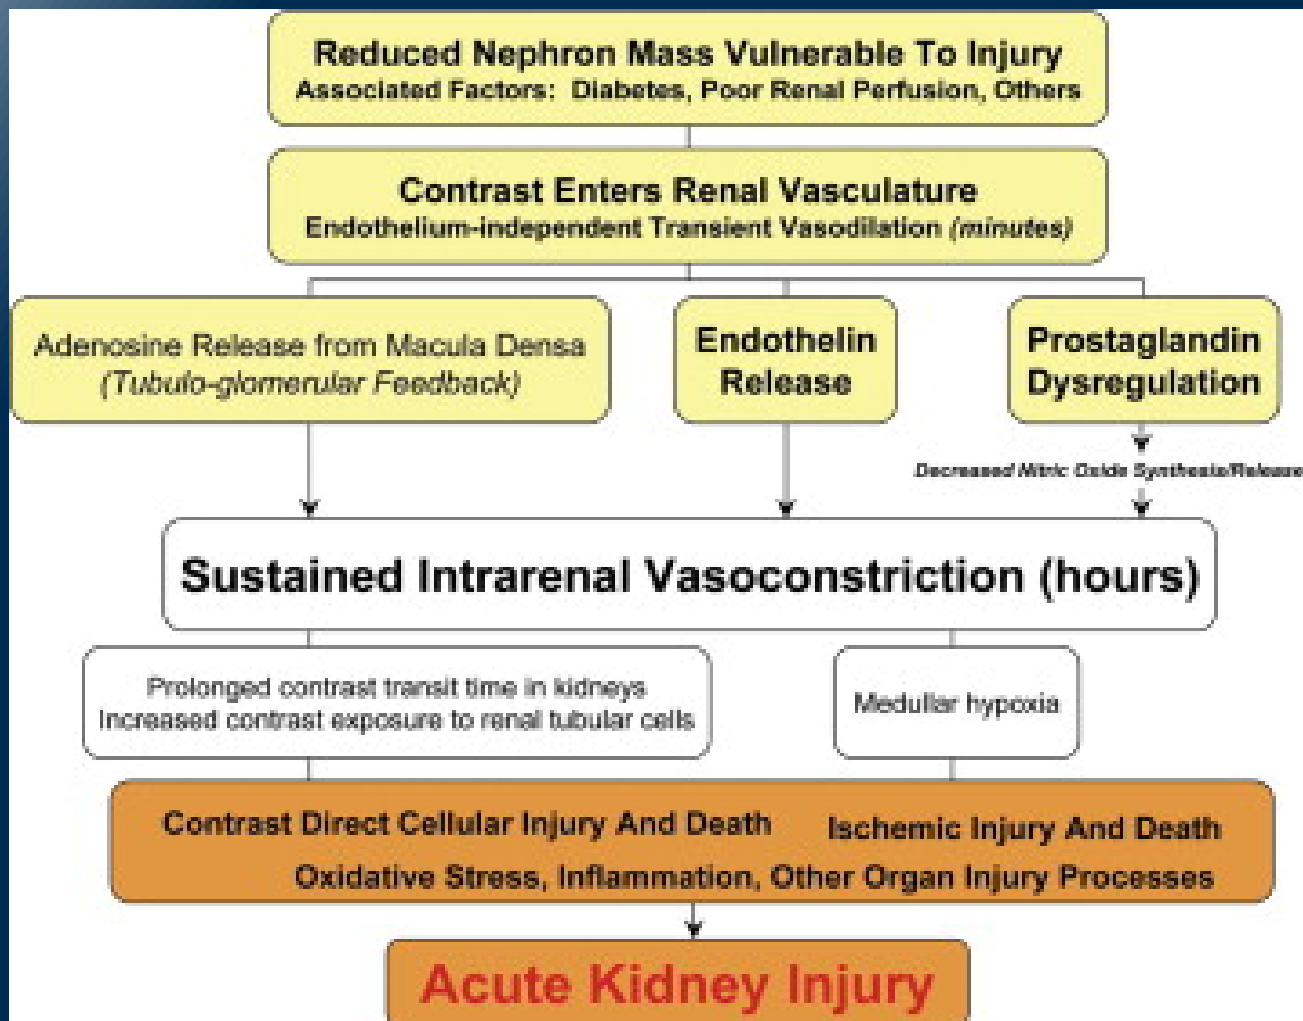 Reduced Nephron Mass Vulnerable To Injury
Associated Factors: Diabetes, Poor Renal Perfusion, Others
Contrast Enters Renal Vasculature
Endothelium-independent Transient Vasodilation (minutes)
Adenosine Release from Macula Densa
(Tubulo-glomerular Feedback)
Endothelin
Release
Prostaglandin
Dysregulation
Decreased Nitric Oxide Synthesis/Release
Sustained Intrarenal Vasoconstriction (hours)
Prolonged contrast transit time in kidneys
Increased contrast exposure to renal tubular cells
Medullar hypoxia
Contrast Direct Cellular Injury And Death
Ischemic Injury And Death
Oxidative Stress, Inflammation, Other Organ Injury Processes
Acute Kidney Injury